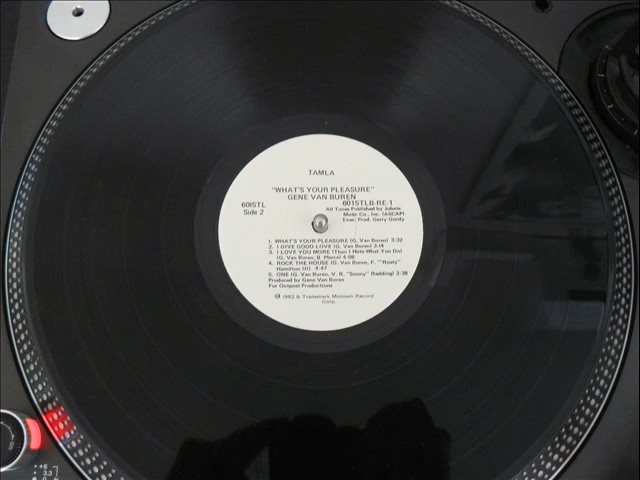 TAMLA
"WHAT'S YOUR PLEASURE"
GENE VAN BUREN
6015TL
Side 2
6015TLB-RE-1
All Tunes Published by Jobete
Music Co., Inc. (ASCAP)
Exec. Prod. Gerry Gordy
1. WHAT'S YOUR PLEASURE (G. Van Buren) 3:32
2. I GIVE GOOD LOVE (G. Van Buren) 3:14
3. I LOVE YOU MORE (Then I Hate What You Do)
(G. Van Buren, B Pierce) 4:08
4. ROCK THE HOUSE (G. Van Buren, F. ""Rusty"
Hamilton III) 4:47
5. ONE (G. Van Buren, V. R. "Sonny" Redding) 3:38
Produced by Gene Van Buren
For Outpost Productions
℗ 1982 & Trademark Motown Record
Corp.
+6
3.3